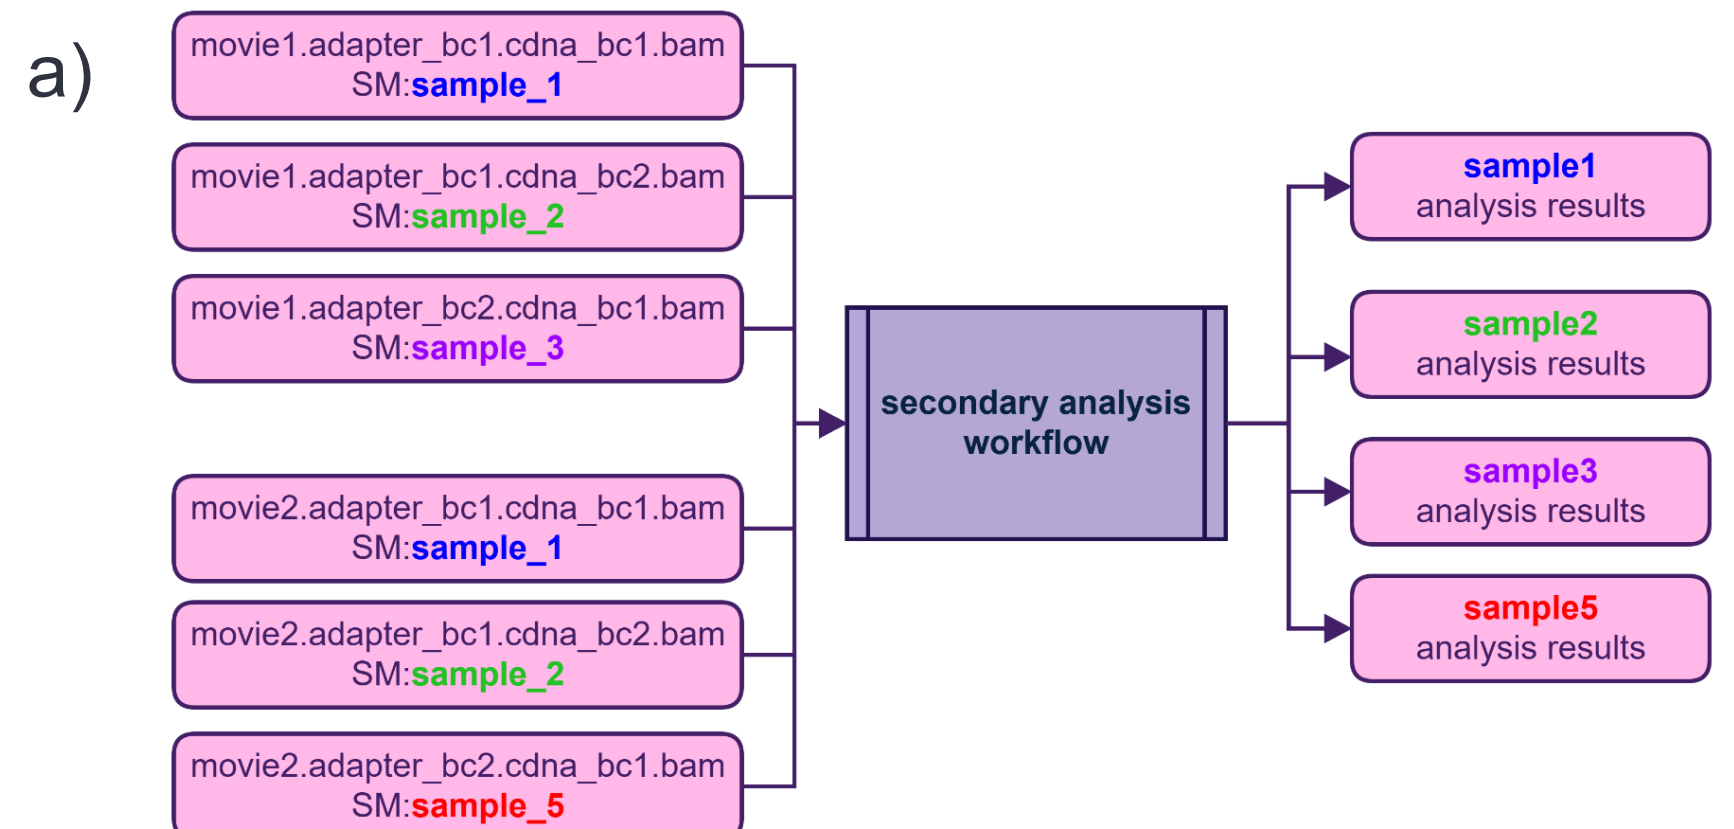 a)
movie1.adapter_bc1.cdna_bc1.bam
SM:sample_1
movie1.adapter_bc1.cdna_bc2.bam
SM:sample_2
movie1.adapter_bc2.cdna_bc1.bam
SM:sample_3
movie2.adapter_bc1.cdna_bc1.bam
SM:sample_1
movie2.adapter_bc1.cdna_bc2.bam
SM:sample_2
movie2.adapter_bc2.cdna_bc1.bam
SM:sample_5
secondary analysis
workflow
sample1
analysis results
sample2
analysis results
sample3
analysis results
sample5
analysis results